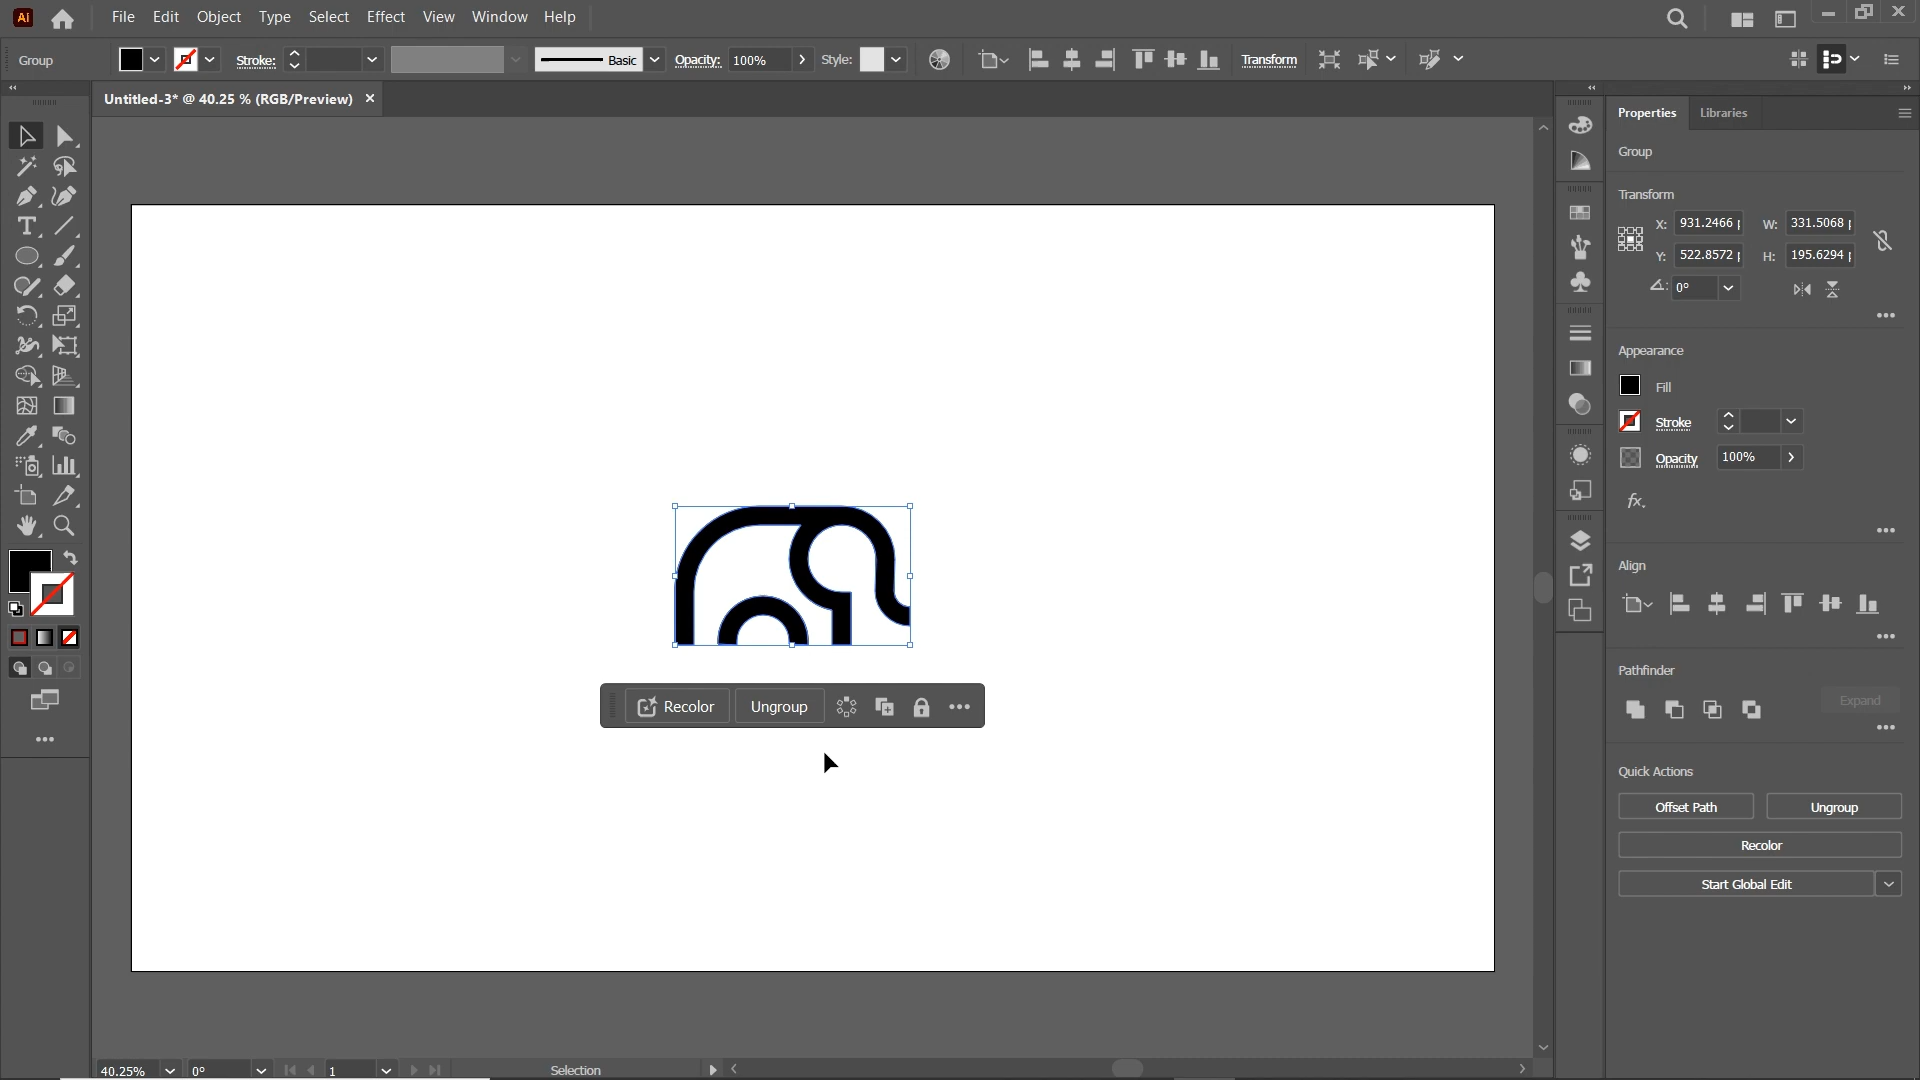 Ai File Edit Object Type Select Effect View Window Help
Group Stroke: Basic Opacity: 100% Style: Transform
Untitled-3* @ 40.25 % (RGB/Preview) ×
Properties Libraries
Group
Transform
X: 931.2466 W: 331.5068
Y: 522.8572 H: 195.6294
0°
Appearance
Fill
Stroke
Opacity 100%
fx.
Align
Recolor Ungroup
Pathfinder
Expand
Quick Actions
Offset Path Ungroup
Recolor
Start Global Edit
40.25% 0° 1 Selection